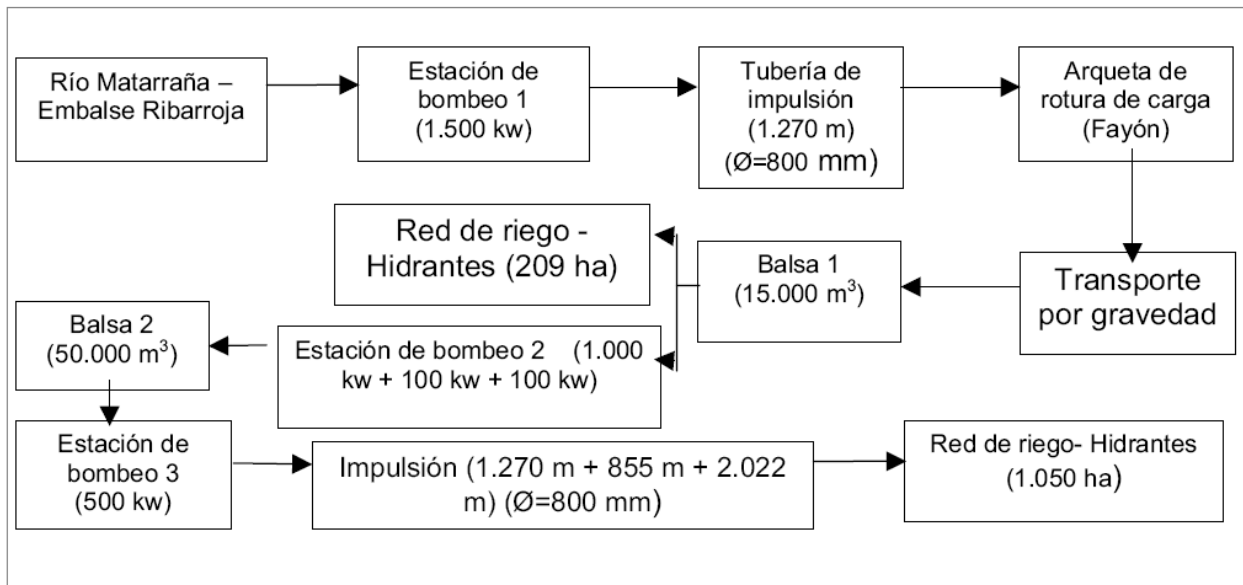 Río Matarraña –
Embalse Ribarroja
Estación de
bombeo 1
(1.500 kw)
Tubería de
impulsión
(1.270 m)
(Ø=800 mm)
Arqueta de
rotura de carga
(Fayón)
Transporte
por gravedad
Balsa 1
(15.000 m³)
Red de riego -
Hidrantes (209 ha)
Estación de bombeo 2 (1.000
kw + 100 kw + 100 kw)
Balsa 2
(50.000 m³)
Estación de
bombeo 3
(500 kw)
Impulsión (1.270 m + 855 m + 2.022
m) (Ø=800 mm)
Red de riego- Hidrantes
(1.050 ha)